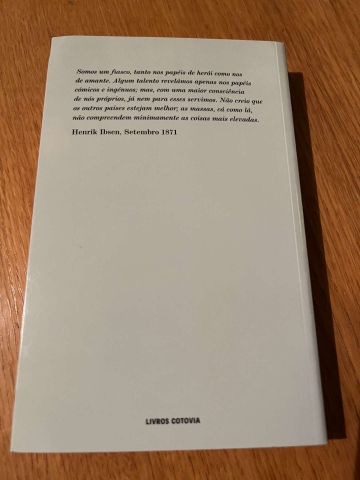 Somos um fiasco, tanto nos papéis de herói como nos
de amante. Algum talento revelámos apenas nos papéis
cómicos e ingénuos; mas, com uma maior consciência
de nós próprios, já nem para esses servimos. Não creio que
os outros países estejam melhor; as massas, cá como lá,
não compreendem minimamente as coisas mais elevadas.
Henrik Ibsen, Setembro 1871
LIVROS COTOVIA